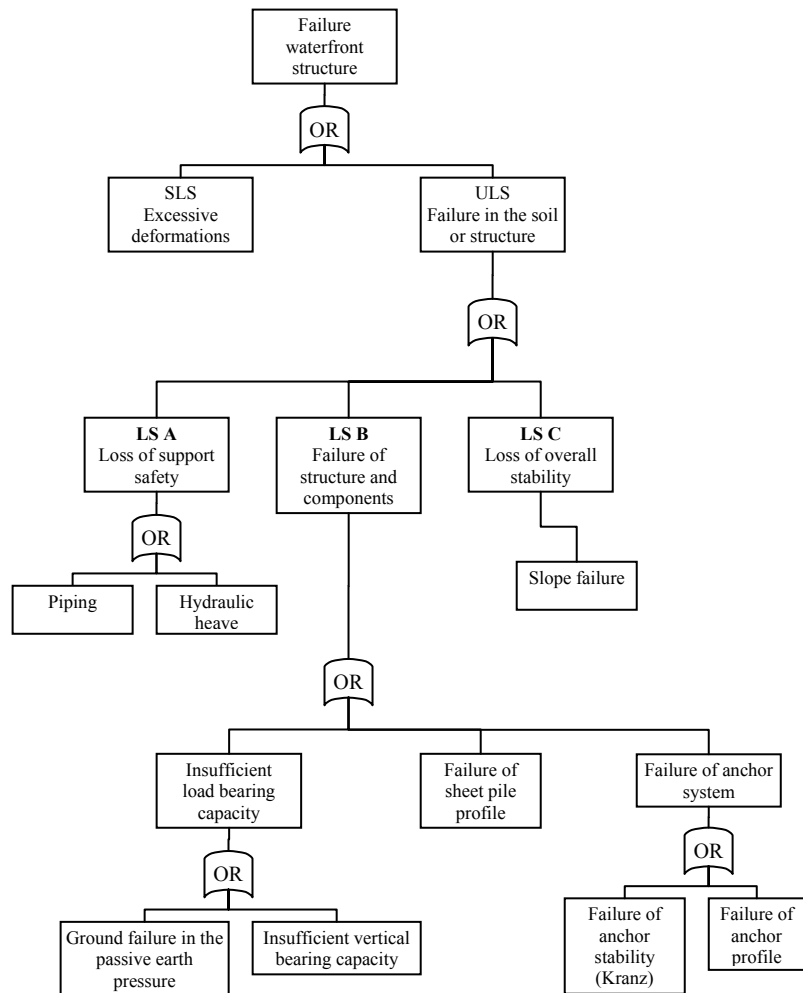 Failure
waterfront
structure
OR
SLS
Excessive
deformations
ULS
Failure in the soil
or structure
OR
LS A
Loss of support
safety
LS B
Failure of
structure and
components
LS C
Loss of overall
stability
OR
Piping
Hydraulic
heave
Slope failure
OR
Insufficient
load bearing
capacity
Failure of
sheet pile
profile
Failure of anchor
system
OR
OR
Ground failure in the
passive earth
pressure
Insufficient vertical
bearing capacity
Failure of
anchor
stability
(Kranz)
Failure of
anchor
profile